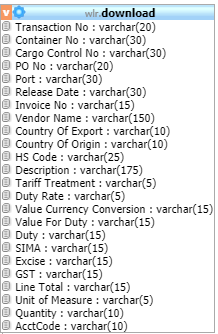 v wlr.download
Transaction No : varchar(20)
Container No : varchar(30)
Cargo Control No : varchar(30)
PO No : varchar(20)
Port : varchar(30)
Release Date : varchar(30)
Invoice No : varchar(15)
Vendor Name : varchar(150)
Country Of Export : varchar(10)
Country Of Origin : varchar(10)
HS Code : varchar(25)
Description : varchar(175)
Tariff Treatment : varchar(5)
Duty Rate : varchar(5)
Value Currency Conversion : varchar(15)
Value For Duty : varchar(15)
Duty : varchar(15)
SIMA : varchar(15)
Excise : varchar(15)
GST : varchar(15)
Line Total : varchar(15)
Unit of Measure : varchar(5)
Quantity : varchar(10)
AcctCode : varchar(10)